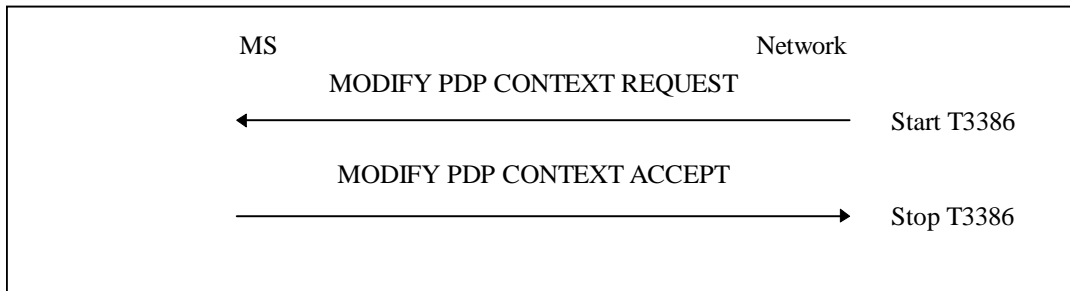 MS Network
MODIFY PDP CONTEXT REQUEST
Start T3386
MODIFY PDP CONTEXT ACCEPT
Stop T3386